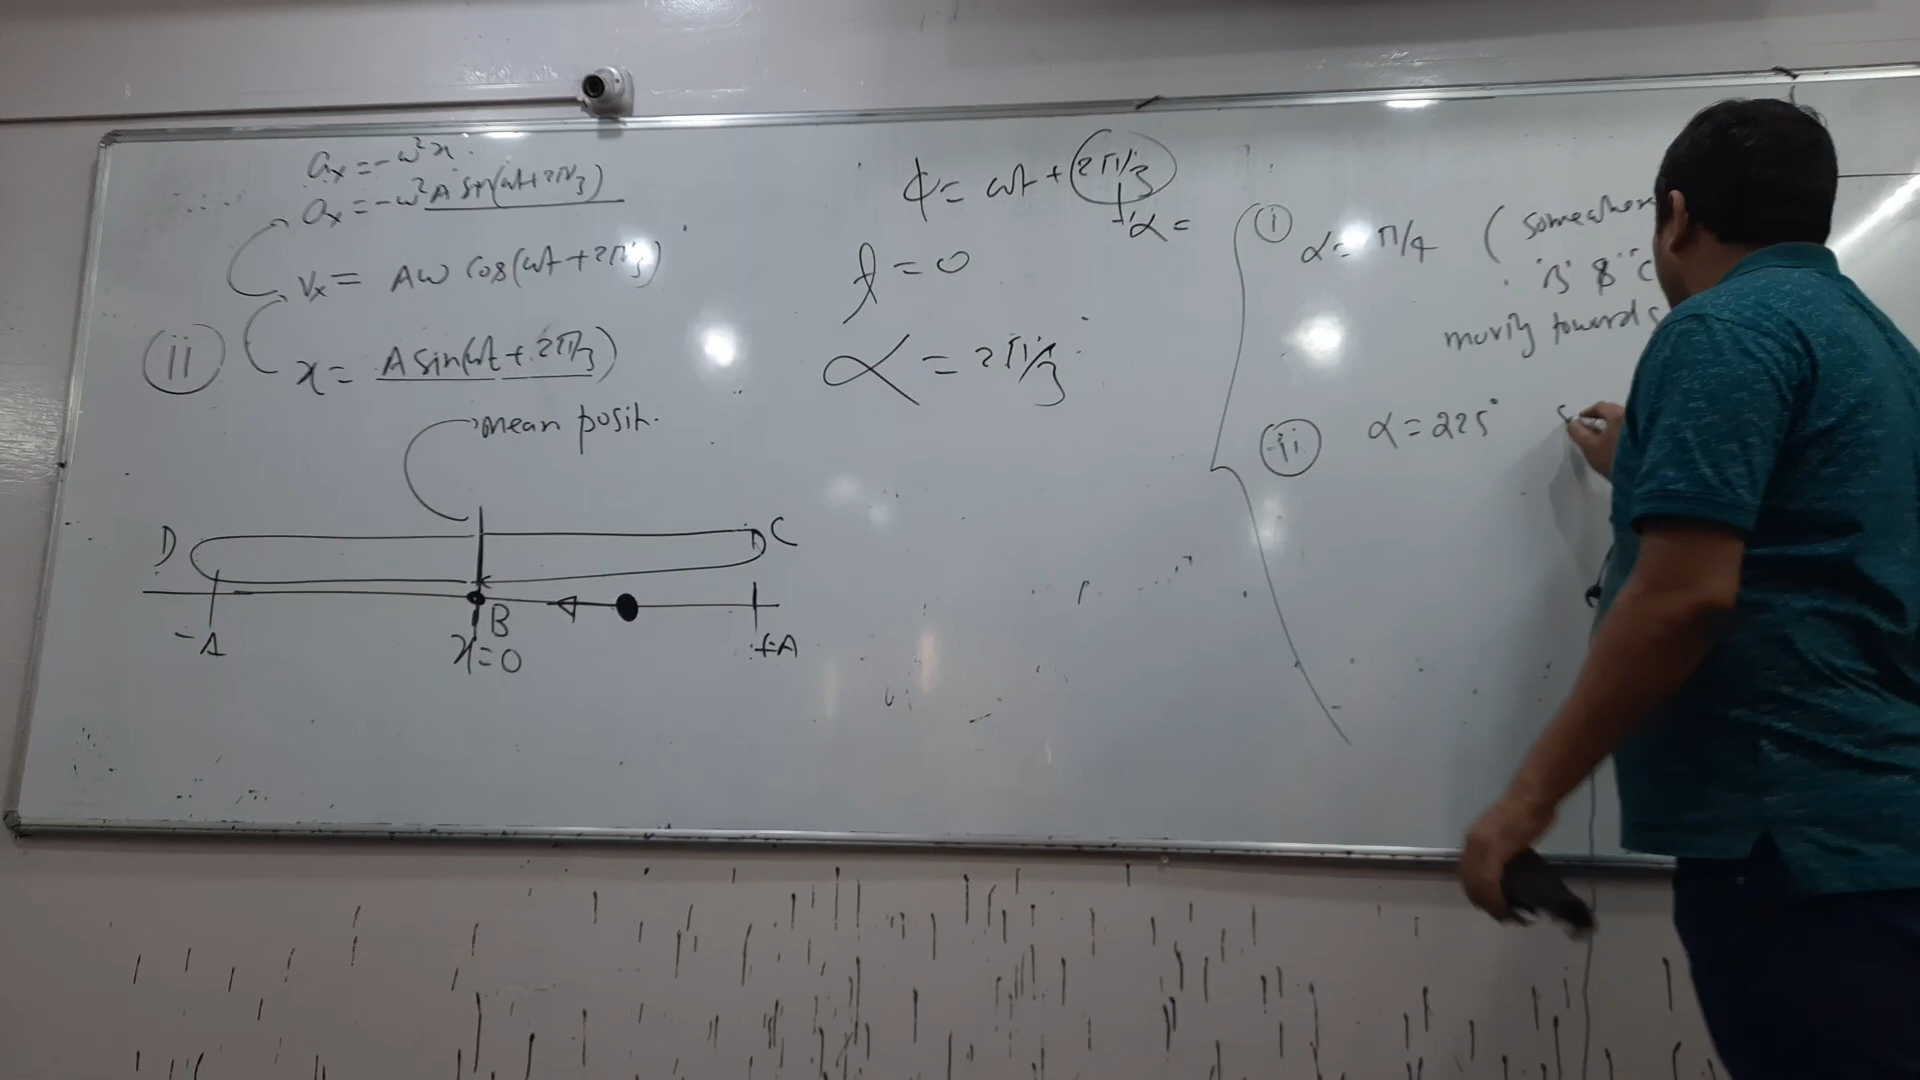 aₓ = -ω²x
aₓ = -ω²A sin(ωt+2π/3)
vₓ = Aω cos(ωt+2π/3)
(ii) x = A sin(ωt+2π/3)
mean posit.
D
C
-A
B
x=0
+A
ϕ = ωt + 2π/3
α =
t = 0
α = 2π/3
(i) α = π/4 (somewhere
'B' & 'C
moving towards
(ii) α = 225° s